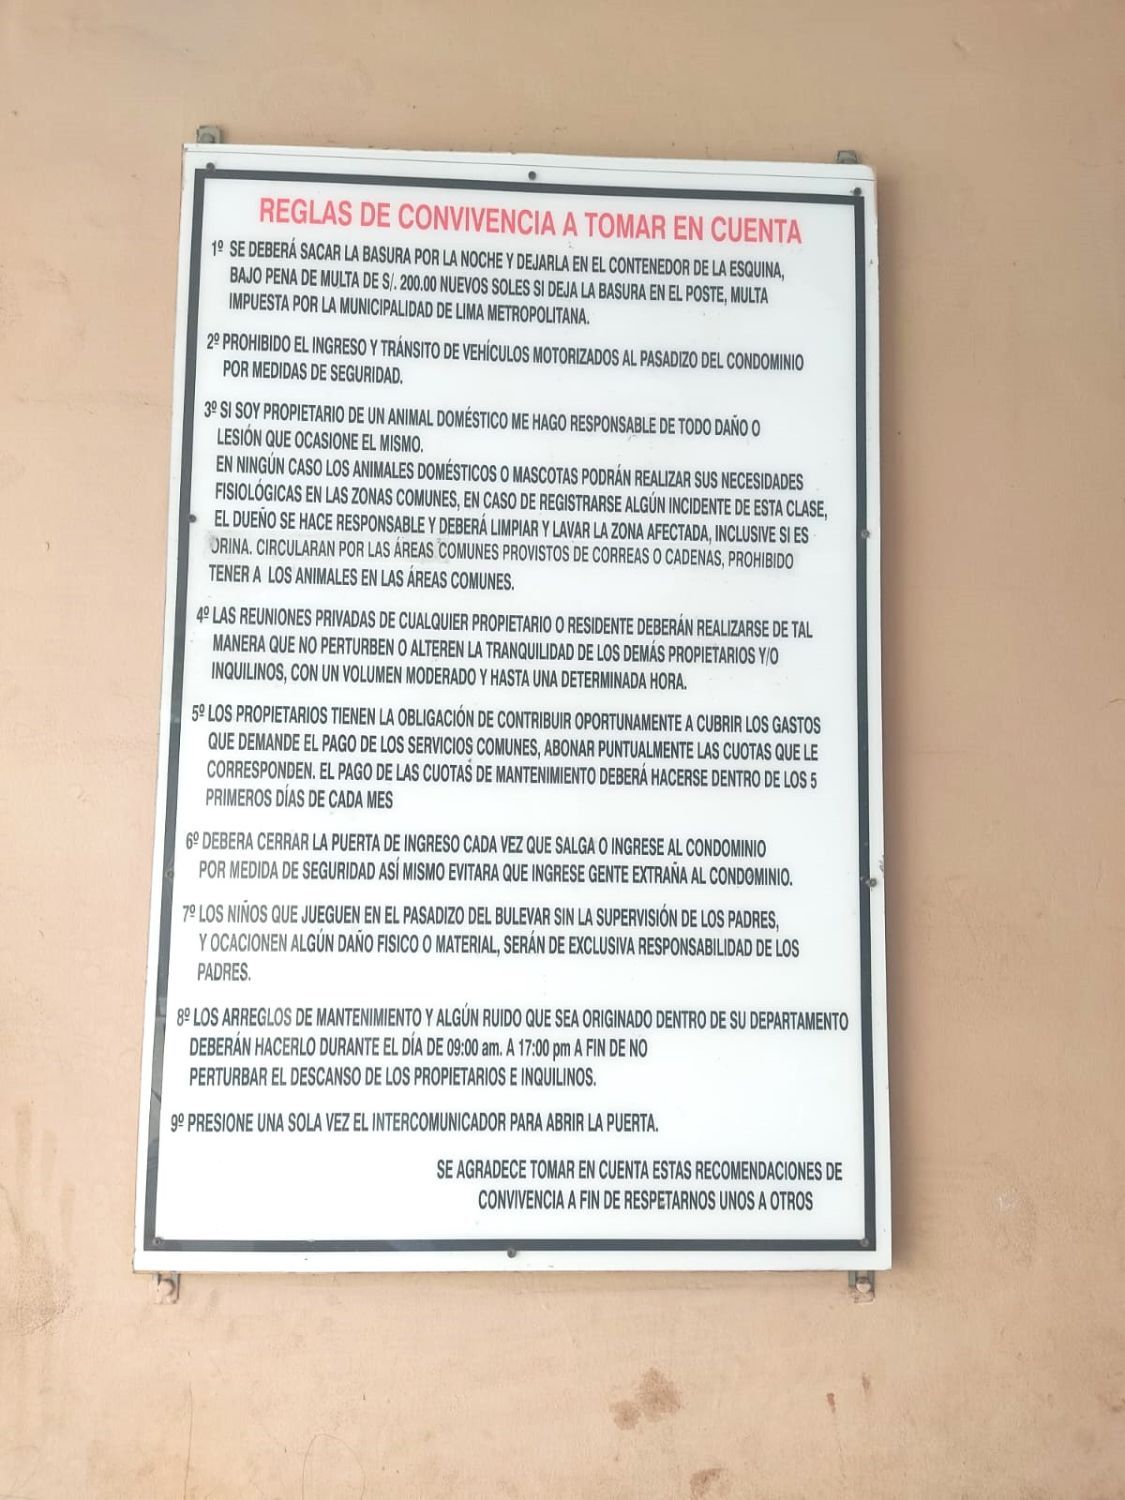 REGLAS DE CONVIVENCIA A TOMAR EN CUENTA
1º SE DEBERÁ SACAR LA BASURA POR LA NOCHE Y DEJARLA EN EL CONTENEDOR DE LA ESQUINA,
BAJO PENA DE MULTA DE S/. 200.00 NUEVOS SOLES SI DEJA LA BASURA EN EL POSTE, MULTA
IMPUESTA POR LA MUNICIPALIDAD DE LIMA METROPOLITANA.
2º PROHIBIDO EL INGRESO Y TRÁNSITO DE VEHÍCULOS MOTORIZADOS AL PASADIZO DEL CONDOMINIO
POR MEDIDAS DE SEGURIDAD.
3º SI SOY PROPIETARIO DE UN ANIMAL DOMÉSTICO ME HAGO RESPONSABLE DE TODO DAÑO O
LESIÓN QUE OCASIONE EL MISMO.
EN NINGÚN CASO LOS ANIMALES DOMÉSTICOS O MASCOTAS PODRÁN REALIZAR SUS NECESIDADES
FISIOLÓGICAS EN LAS ZONAS COMUNES, EN CASO DE REGISTRARSE ALGÚN INCIDENTE DE ESTA CLASE,
EL DUEÑO SE HACE RESPONSABLE Y DEBERÁ LIMPIAR Y LAVAR LA ZONA AFECTADA, INCLUSIVE SI ES
ORINA. CIRCULARAN POR LAS ÁREAS COMUNES PROVISTOS DE CORREAS O CADENAS, PROHIBIDO
TENER A LOS ANIMALES EN LAS ÁREAS COMUNES.
4º LAS REUNIONES PRIVADAS DE CUALQUIER PROPIETARIO O RESIDENTE DEBERÁN REALIZARSE DE TAL
MANERA QUE NO PERTURBEN O ALTEREN LA TRANQUILIDAD DE LOS DEMÁS PROPIETARIOS Y/O
INQUILINOS, CON UN VOLUMEN MODERADO Y HASTA UNA DETERMINADA HORA.
5º LOS PROPIETARIOS TIENEN LA OBLIGACIÓN DE CONTRIBUIR OPORTUNAMENTE A CUBRIR LOS GASTOS
QUE DEMANDE EL PAGO DE LOS SERVICIOS COMUNES, ABONAR PUNTUALMENTE LAS CUOTAS QUE LE
CORRESPONDEN. EL PAGO DE LAS CUOTAS DE MANTENIMIENTO DEBERÁ HACERSE DENTRO DE LOS 5
PRIMEROS DÍAS DE CADA MES
6º DEBERA CERRAR LA PUERTA DE INGRESO CADA VEZ QUE SALGA O INGRESE AL CONDOMINIO
POR MEDIDA DE SEGURIDAD ASÍ MISMO EVITARA QUE INGRESE GENTE EXTRAÑA AL CONDOMINIO.
7º LOS NIÑOS QUE JUEGUEN EN EL PASADIZO DEL BULEVAR SIN LA SUPERVISIÓN DE LOS PADRES,
Y OCACIONEN ALGÚN DAÑO FISICO O MATERIAL, SERÁN DE EXCLUSIVA RESPONSABILIDAD DE LOS
PADRES.
8º LOS ARREGLOS DE MANTENIMIENTO Y ALGÚN RUIDO QUE SEA ORIGINADO DENTRO DE SU DEPARTAMENTO
DEBERÁN HACERLO DURANTE EL DÍA DE 09:00 am. A 17:00 pm A FIN DE NO
PERTURBAR EL DESCANSO DE LOS PROPIETARIOS E INQUILINOS.
9º PRESIONE UNA SOLA VEZ EL INTERCOMUNICADOR PARA ABRIR LA PUERTA.
SE AGRADECE TOMAR EN CUENTA ESTAS RECOMENDACIONES DE
CONVIVENCIA A FIN DE RESPETARNOS UNOS A OTROS